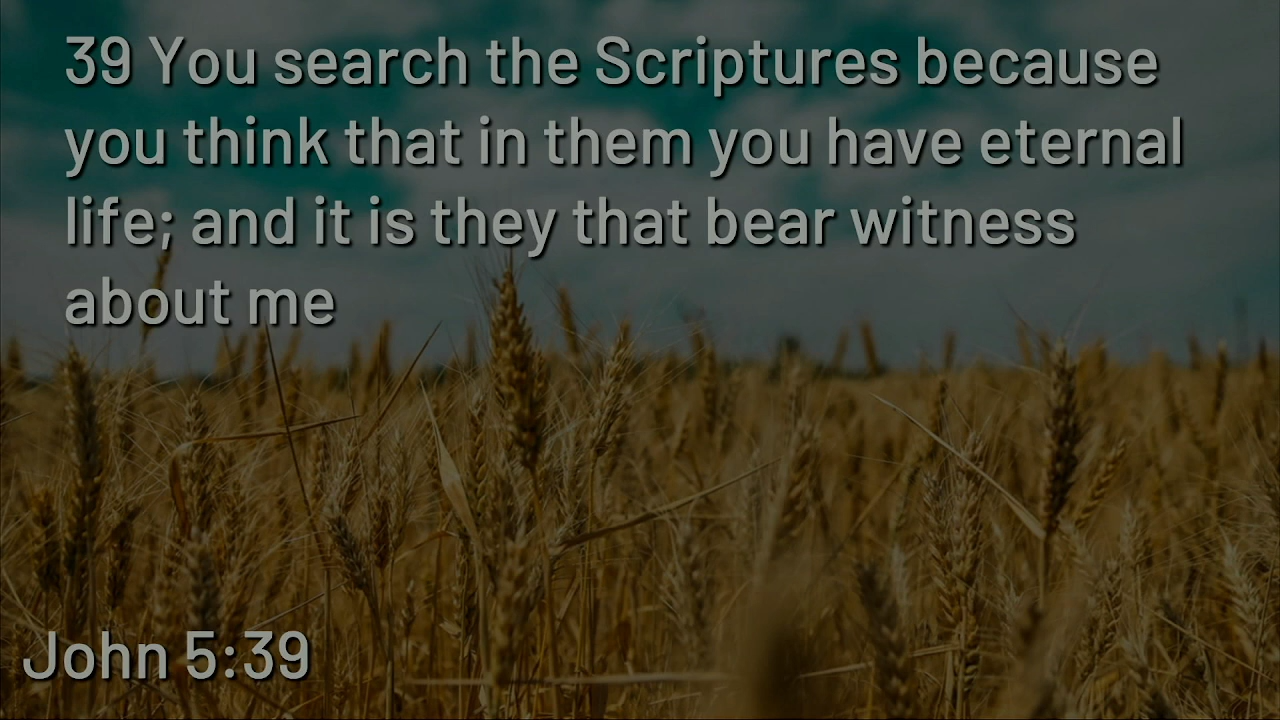 39 You search the Scriptures because
you think that in them you have eternal
life; and it is they that bear witness
about me
John 5:39